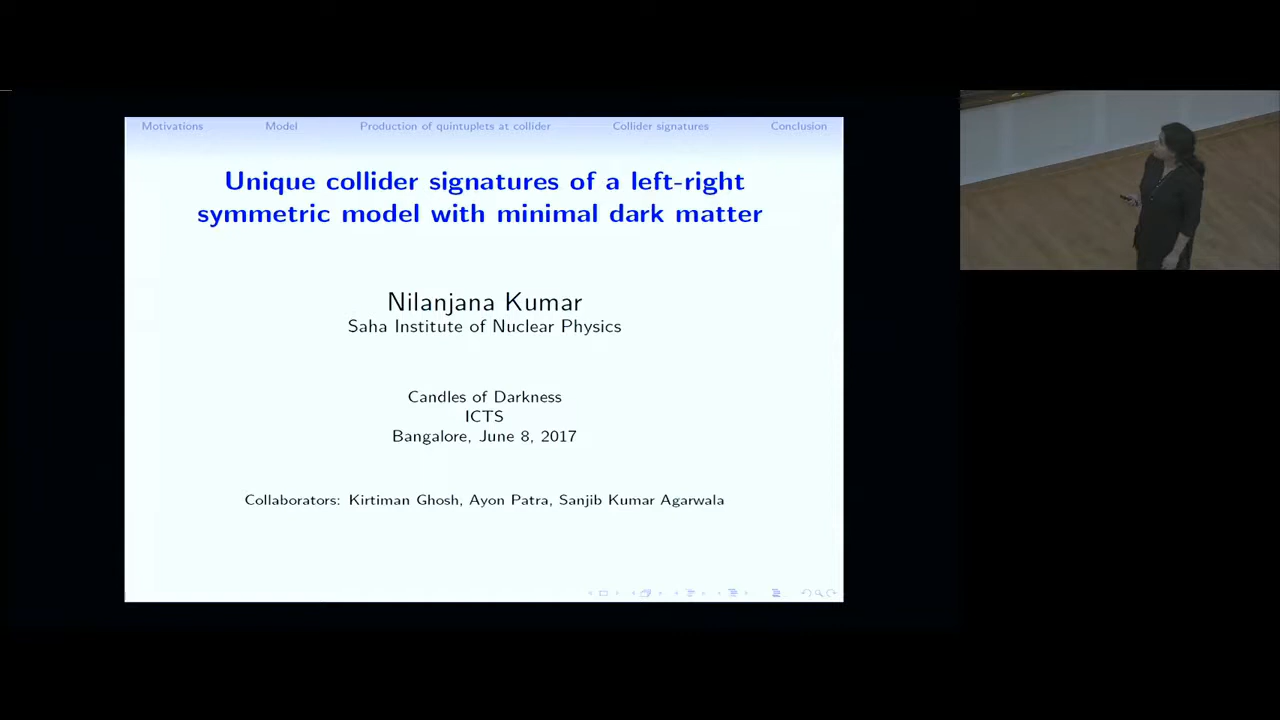 Motivations Model Production of quintuplets at collider Collider signatures Conclusion
Unique collider signatures of a left-right
symmetric model with minimal dark matter
Nilanjana Kumar
Saha Institute of Nuclear Physics
Candles of Darkness
ICTS
Bangalore, June 8, 2017
Collaborators: Kirtiman Ghosh, Ayon Patra, Sanjib Kumar Agarwala